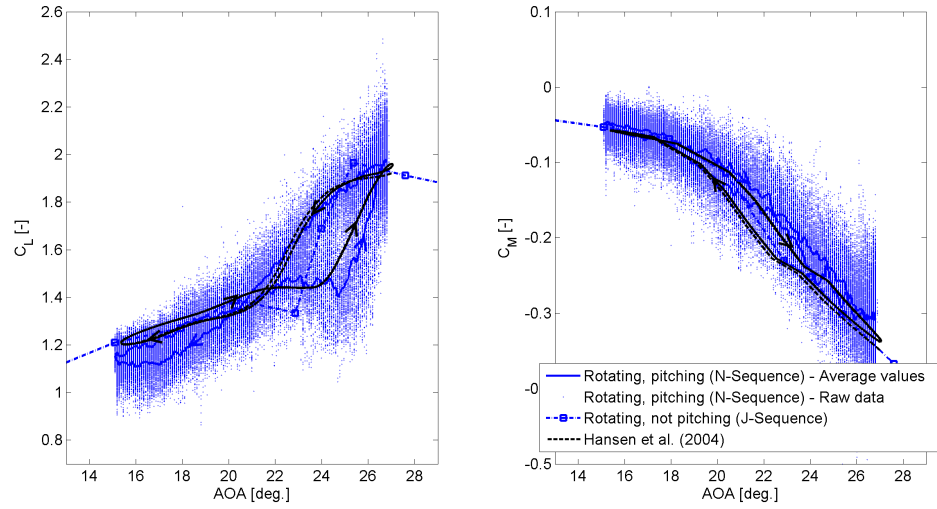 2.6
2.4
2.2
2
1.8
1.6
1.4
1.2
1
0.8
14 16 18 20 22 24 26 28
AOA [deg.]
C_L [-]
0.1
0
-0.1
-0.2
-0.3
-0.
-0.5
14 16 18 20 22 24 26 28
AOA [deg.]
C_M [-]
Rotating, pitching (N-Sequence) - Average values
Rotating, pitching (N-Sequence) - Raw data
Rotating, not pitching (J-Sequence)
Hansen et al. (2004)